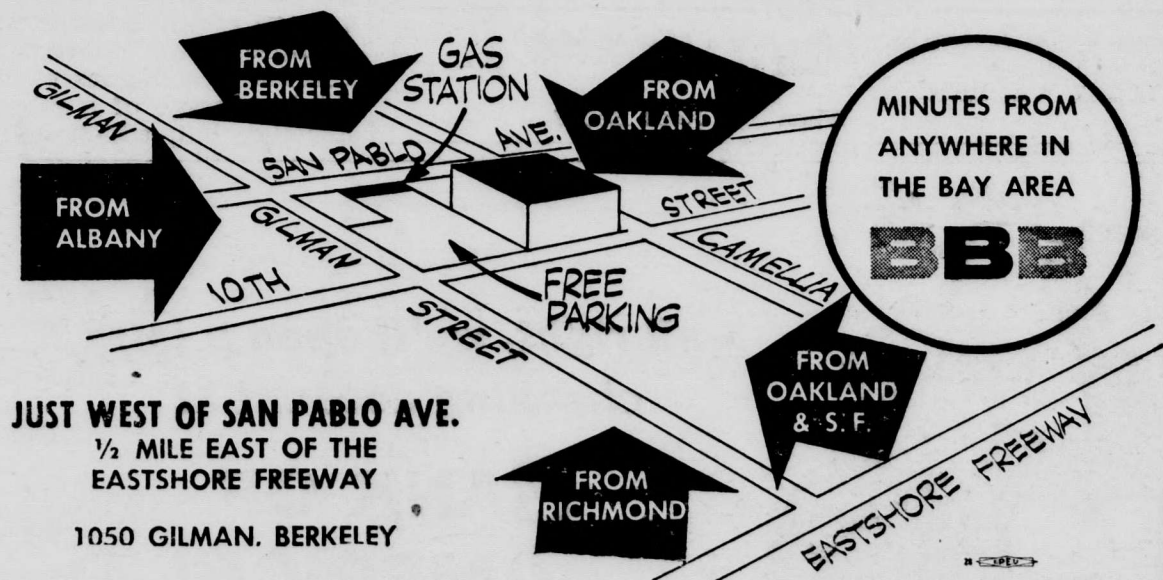 FROM
BERKELEY
GAS
STATION
FROM
OAKLAND
MINUTES FROM
ANYWHERE IN
THE BAY AREA
BBB
GILMAN
SAN PABLO AVE.
FROM
ALBANY
GILMAN STREET
10TH STREET
CAMELLIA
FREE
PARKING
FROM
OAKLAND
& S.F.
FROM
RICHMOND
EASTSHORE FREEWAY
JUST WEST OF SAN PABLO AVE.
½ MILE EAST OF THE
EASTSHORE FREEWAY
1050 GILMAN. BERKELEY